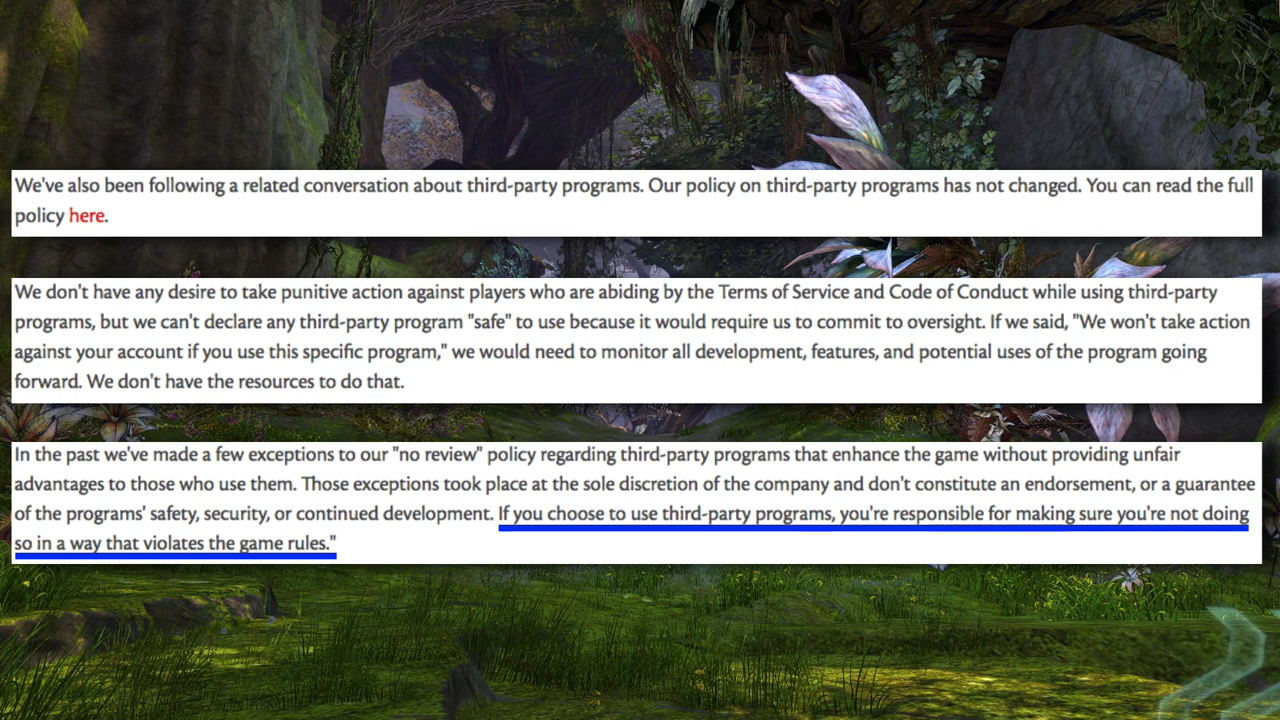 We've also been following a related conversation about third-party programs. Our policy on third-party programs has not changed. You can read the full
policy here.
We don't have any desire to take punitive action against players who are abiding by the Terms of Service and Code of Conduct while using third-party
programs, but we can't declare any third-party program "safe" to use because it would require us to commit to oversight. If we said, "We won't take action
against your account if you use this specific program," we would need to monitor all development, features, and potential uses of the program going
forward. We don't have the resources to do that.
In the past we've made a few exceptions to our "no review" policy regarding third-party programs that enhance the game without providing unfair
advantages to those who use them. Those exceptions took place at the sole discretion of the company and don't constitute an endorsement, or a guarantee
of the programs' safety, security, or continued development. If you choose to use third-party programs, you're responsible for making sure you're not doing
so in a way that violates the game rules."